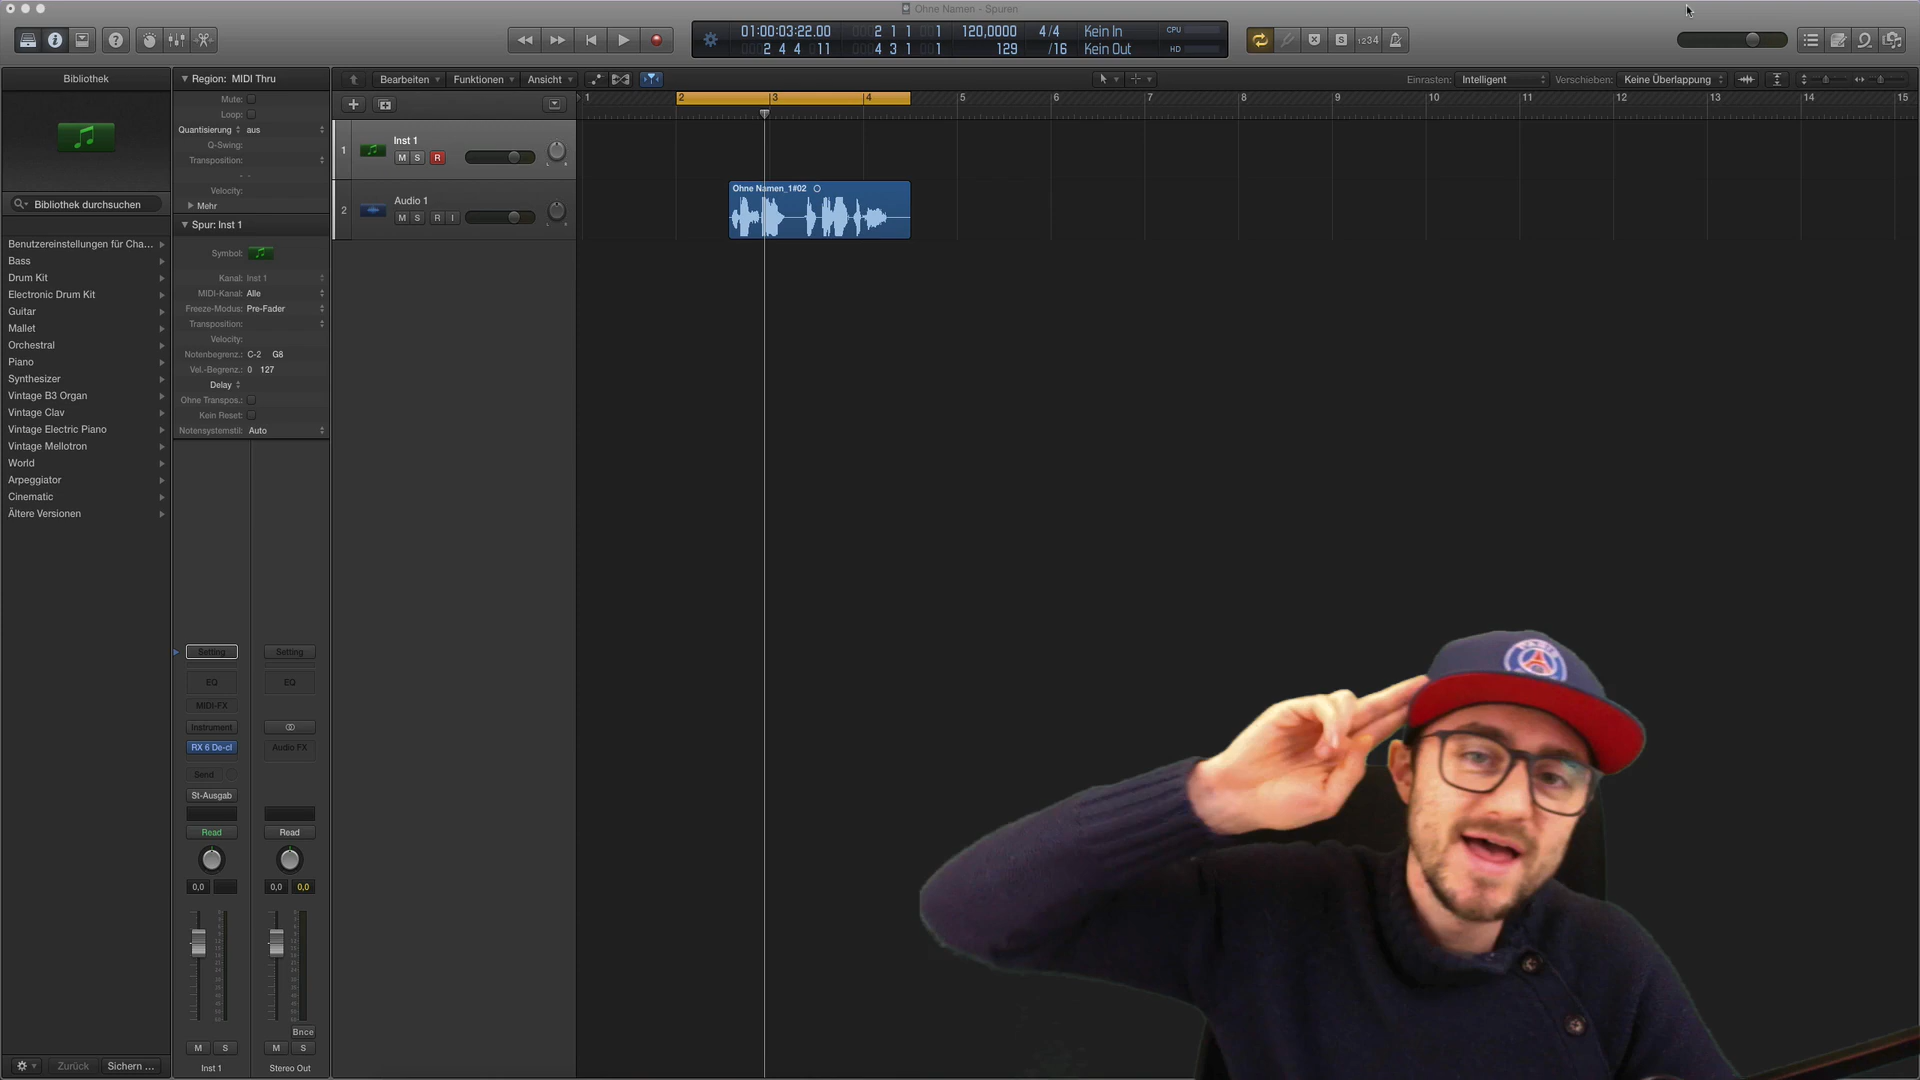 Ohne Namen - Spuren
01:00:03:22.00
2 4 4 11
2 1 1 1
4 3 1 1
120,0000
129
4/4
/16
Kein In
Kein Out
CPU
HD
S
1234
Bibliothek
Bibliothek durchsuchen
Benutzereinstellungen für Cha...
Bass
Drum Kit
Electronic Drum Kit
Guitar
Mallet
Orchestral
Piano
Synthesizer
Vintage B3 Organ
Vintage Clav
Vintage Electric Piano
Vintage Mellotron
World
Arpeggiator
Cinematic
Ältere Versionen
Zurück
Sichern ...
Region: MIDI Thru
Mute:
Loop:
Quantisierung aus
Q-Swing:
Transposition:
Velocity:
Mehr
Spur: Inst 1
Symbol:
Kanal: Inst 1
MIDI-Kanal: Alle
Freeze-Modus: Pre-Fader
Transposition:
Velocity:
Notenbegrenz.: C-2 G8
Vel.-Begrenz.: 0 127
Delay
Ohne Transpos.:
Kein Reset:
Notensystemstil: Auto
Setting Setting
EQ EQ
MIDI-FX
Instrument
RX 6 De-cl Audio FX
Send
St-Ausgab
Read Read
0,0 0,0 0,0
Bnce
M S M S
Inst 1 Stereo Out
Bearbeiten Funktionen Ansicht
Einrasten: Intelligent Verschieben: Keine Überlappung
1 2 3 4 5 6 7 8 9 10 11 12 13 14 15
1 Inst 1
M S R
2 Audio 1
M S R I
Ohne Namen_1#02
PARIS